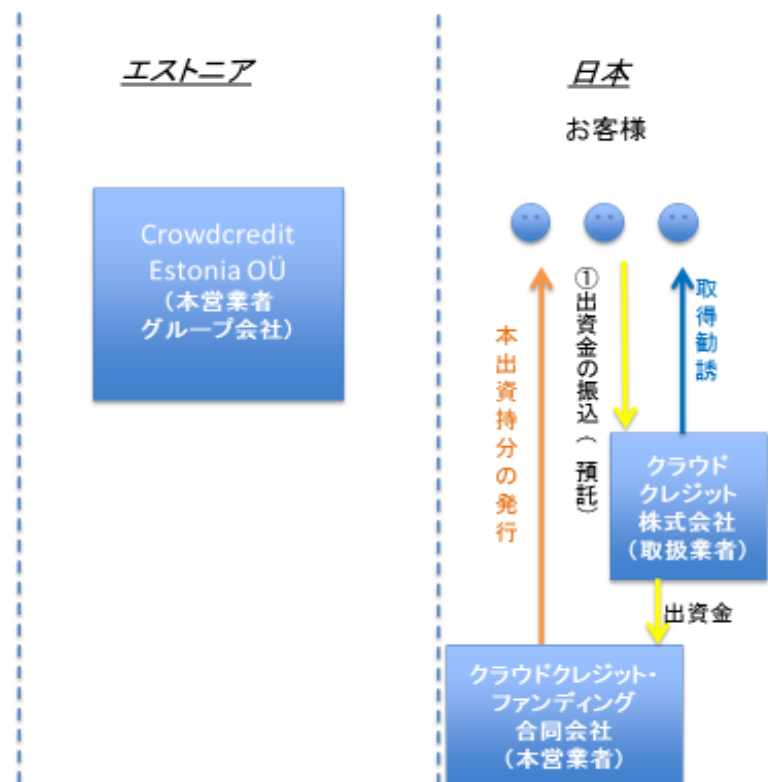 エストニア
日本
お客様
Crowdcredit
Estonia OÜ
（本営業者
グループ会社）
本出資持分の発行
①出資金の振込（預託）
取得勧誘
クラウド
クレジット
株式会社
（取扱業者）
出資金
クラウドクレジット・
ファンディング
合同会社
（本営業者）